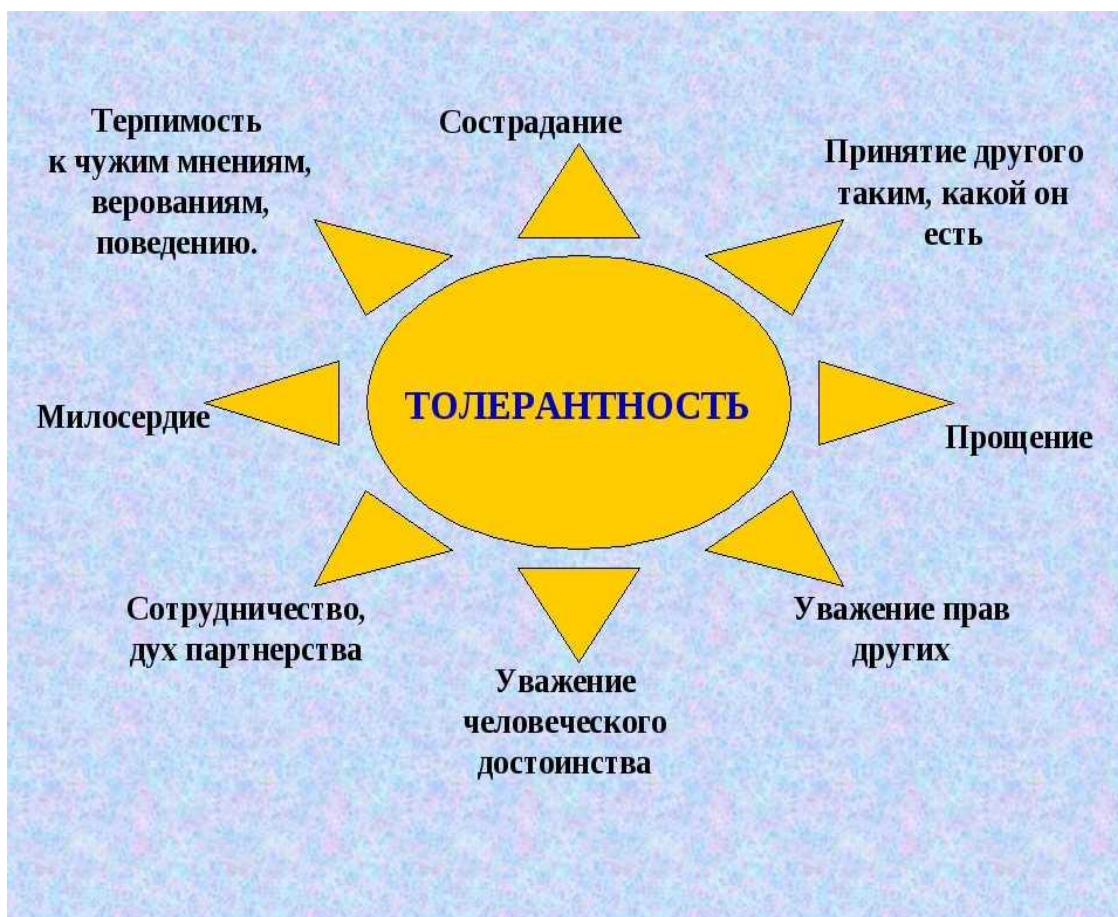 Терпимость
к чужим мнениям,
верованиям,
поведению.
Сострадание
Принятие другого
таким, какой он
есть
Милосердие
ТОЛЕРАНТНОСТЬ
Прощение
Сотрудничество,
дух партнерства
Уважение
человеческого
достоинства
Уважение прав
других